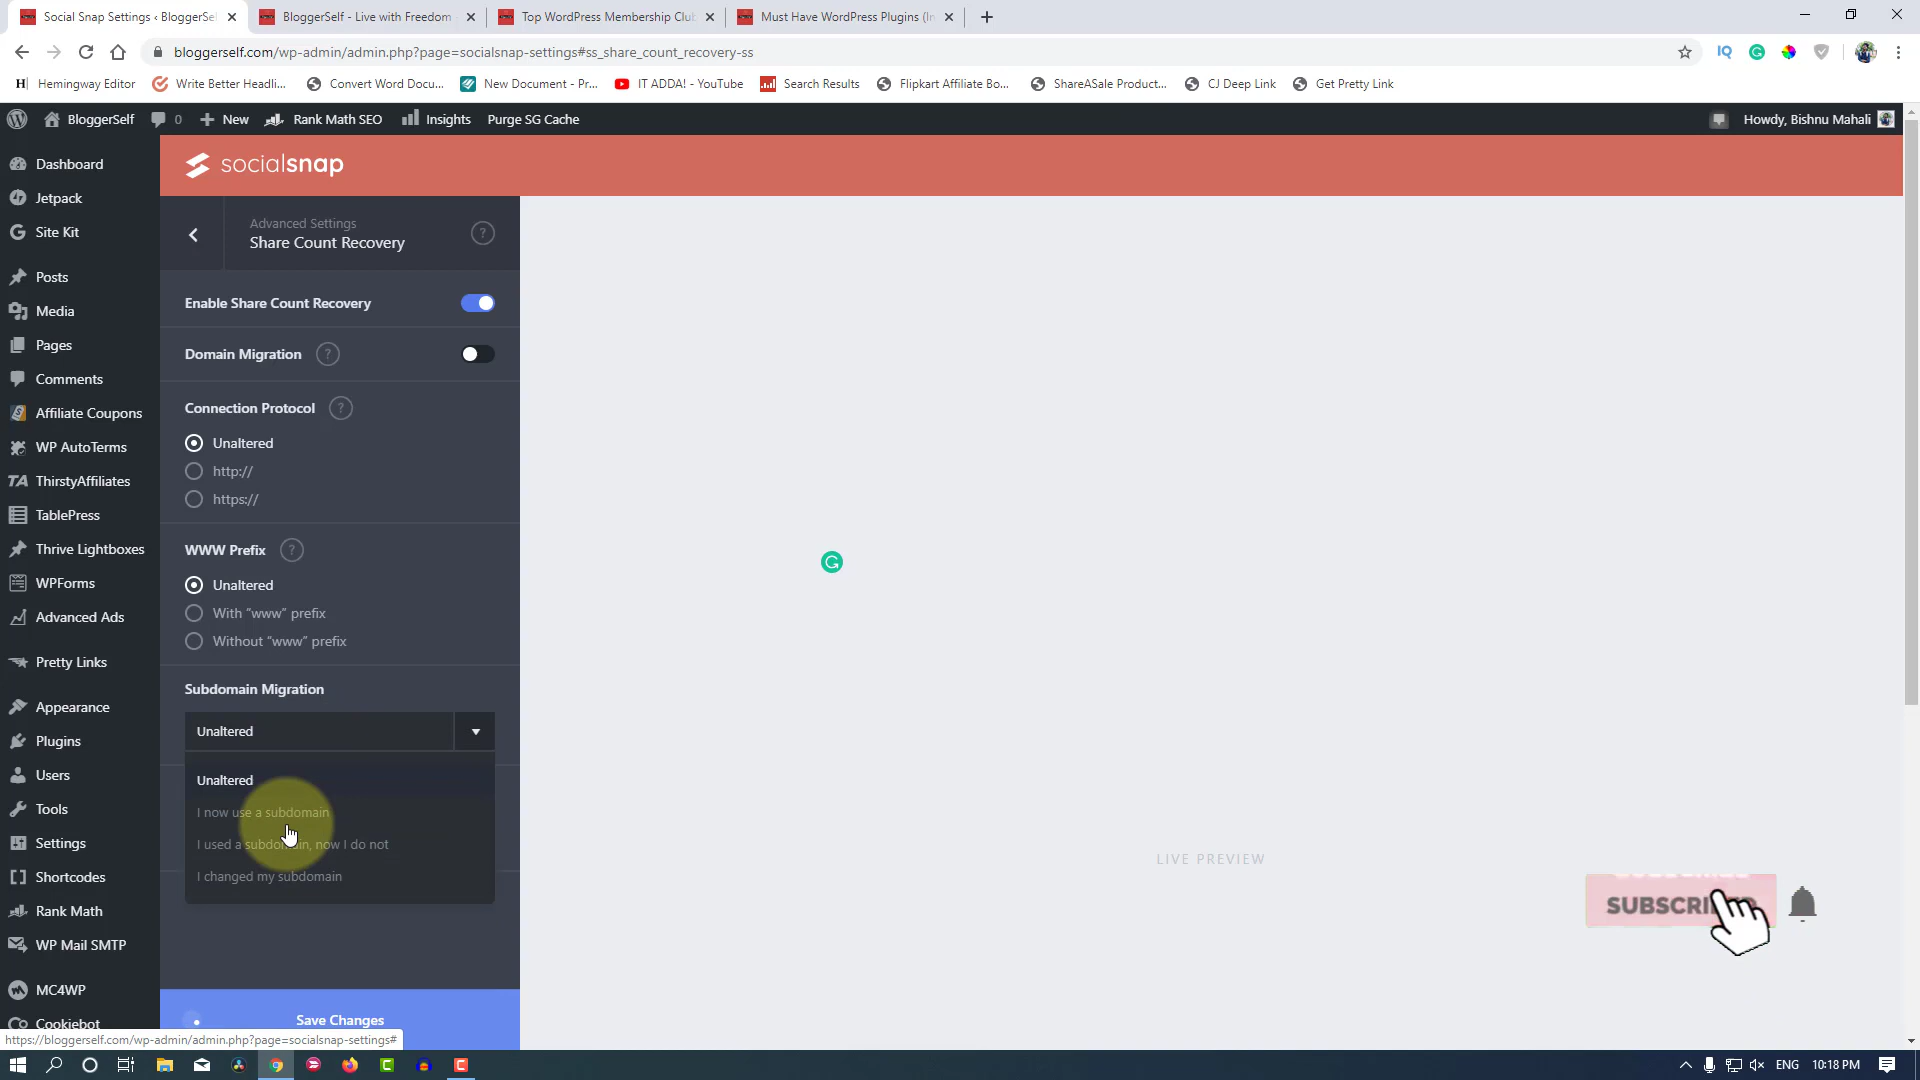 Social Snap Settings ‹ BloggerSel
BloggerSelf - Live with Freedom
Top WordPress Membership Club
Must Have WordPress Plugins (In
bloggerself.com/wp-admin/admin.php?page=socialsnap-settings#ss_share_count_recovery-ss
Hemingway Editor
Write Better Headli...
Convert Word Docu...
New Document - Pr...
IT ADDA! - YouTube
Search Results
Flipkart Affiliate Bo...
ShareASale Product...
CJ Deep Link
Get Pretty Link
BloggerSelf
0
New
Rank Math SEO
Insights
Purge SG Cache
Howdy, Bishnu Mahali
Dashboard
Jetpack
Site Kit
Posts
Media
Pages
Comments
Affiliate Coupons
WP AutoTerms
ThirstyAffiliates
TablePress
Thrive Lightboxes
WPForms
Advanced Ads
Pretty Links
Appearance
Plugins
Users
Tools
Settings
Shortcodes
Rank Math
WP Mail SMTP
MC4WP
Cookiebot
socialsnap
Advanced Settings
Share Count Recovery
?
Enable Share Count Recovery
Domain Migration ?
Connection Protocol ?
Unaltered
http://
https://
WWW Prefix ?
Unaltered
With “www” prefix
Without “www” prefix
Subdomain Migration
Unaltered
Unaltered
I now use a subdomain
I used a subdomain, now I do not
I changed my subdomain
Save Changes
LIVE PREVIEW
https://bloggerself.com/wp-admin/admin.php?page=socialsnap-settings#
ENG
10:18 PM